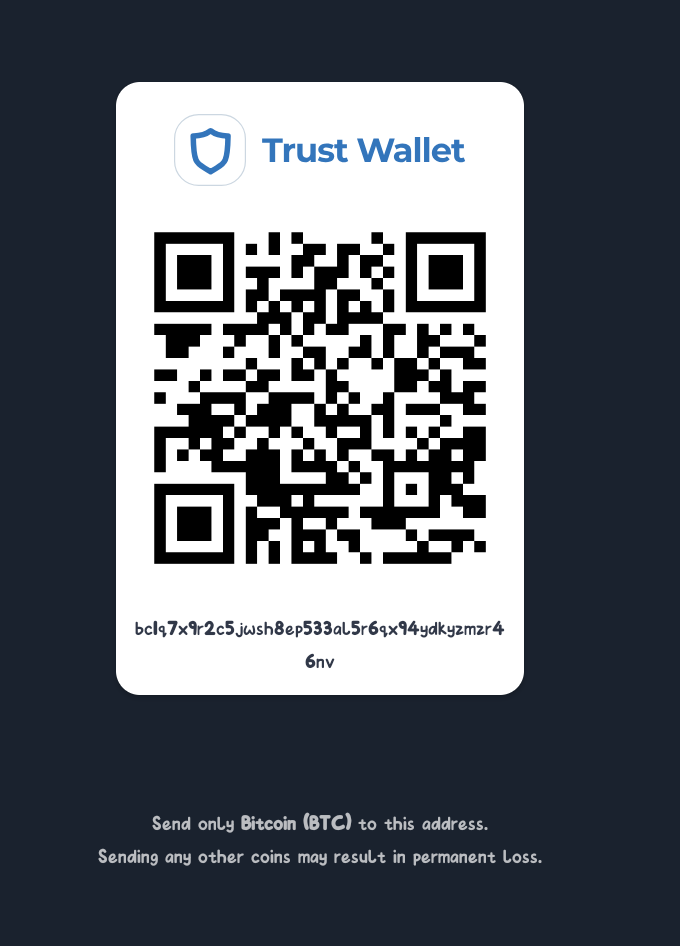 Trust Wallet
bc1q7x9r2c5jwsh8ep533al5r6qx94ydkyzmzr4
6nv
Send only Bitcoin (BTC) to this address.
Sending any other coins may result in permanent loss.